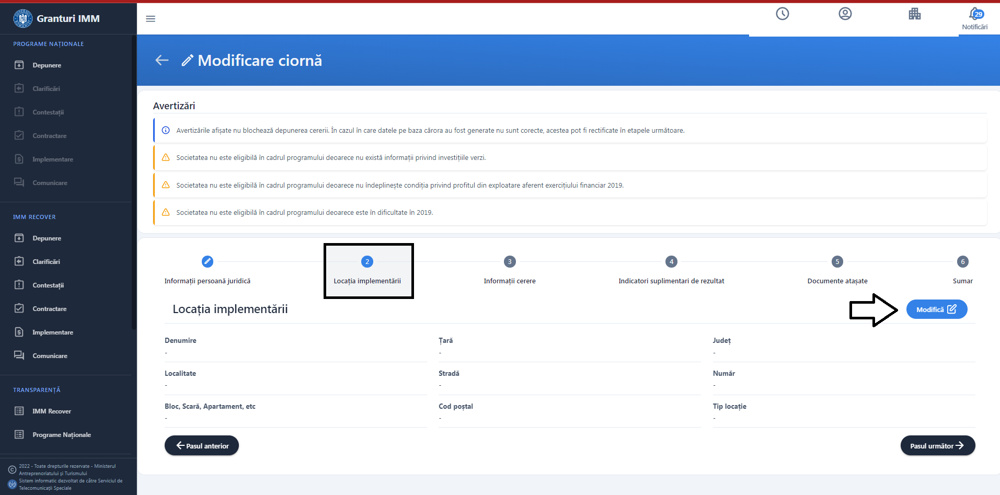 Granturi IMM
PROGRAME NAȚIONALE
Depunere
Clarificări
Contestații
Contractare
Implementare
Comunicare
IMM RECOVER
Depunere
Clarificări
Contestații
Contractare
Implementare
Comunicare
TRANSPARENȚĂ
IMM Recover
Programe Naționale
2022 - Toate drepturile rezervate - Ministerul
Antreprenoriatului și Turismului
Sistem informatic dezvoltat de către Serviciul de
Telecomunicații Speciale
29
Notificări
Modificare ciornă
Avertizări
Avertizările afișate nu blochează depunerea cererii. În cazul în care datele pe baza cărora au fost generate nu sunt corecte, acestea pot fi rectificate în etapele următoare.
Societatea nu este eligibilă în cadrul programului deoarece nu există informații privind investițiile verzi.
Societatea nu este eligibilă în cadrul programului deoarece nu îndeplinește condiția privind profitul din exploatare aferent exercițiului financiar 2019.
Societatea nu este eligibilă în cadrul programului deoarece este în dificultate în 2019.
2 3 4 5 6
Informații persoană juridică Locația implementării Informații cerere Indicatori suplimentari de rezultat Documente atașate Sumar
Locația implementării Modifică
Denumire Țară Județ
- - -
Localitate Stradă Număr
- - -
Bloc, Scară, Apartament, etc Cod poștal Tip locație
- - -
Pasul anterior Pasul următor